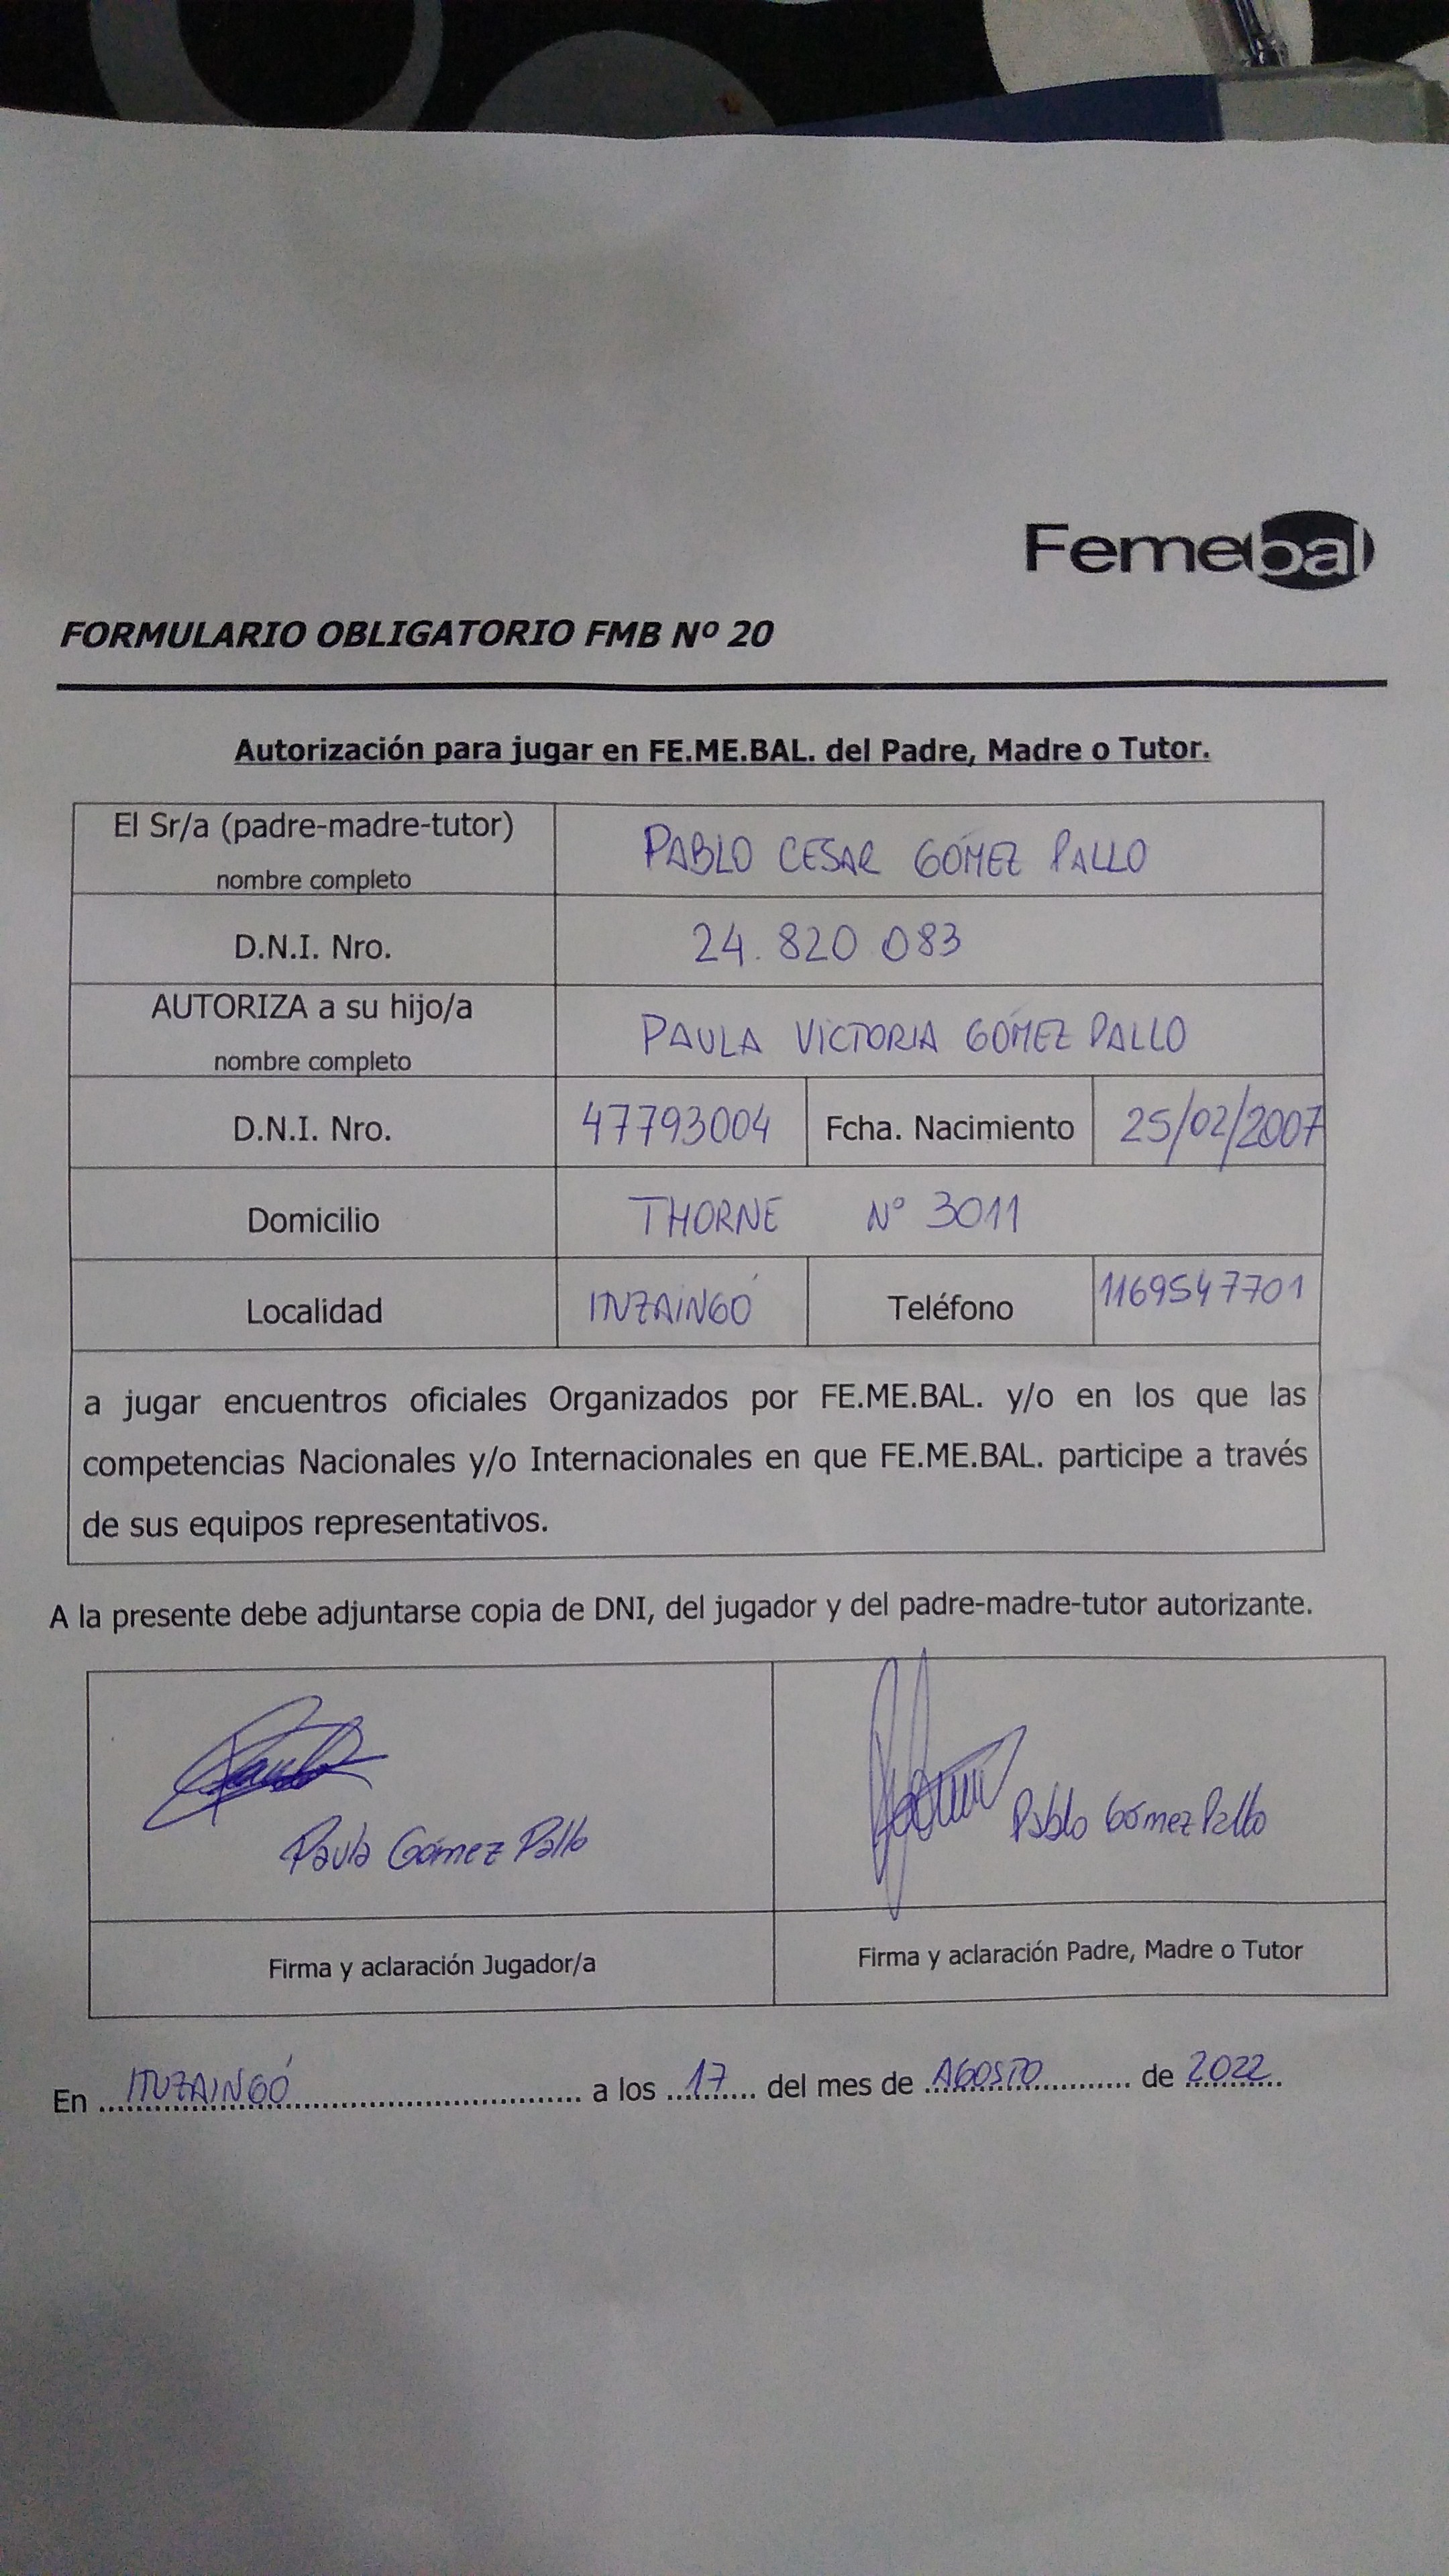 Femebal
FORMULARIO OBLIGATORIO FMB Nº 20
Autorización para jugar en FE.ME.BAL. del Padre, Madre o Tutor.
El Sr/a (padre-madre-tutor) PABLO CESAR GÓMEZ PALLO
nombre completo
D.N.I. Nro. 24.820.083
AUTORIZA a su hijo/a PAULA VICTORIA GÓMEZ PALLO
nombre completo
D.N.I. Nro. 47793004 Fcha. Nacimiento 25/02/2007
Domicilio THORNE Nº 3011
Localidad ITUZAINGÓ Teléfono 1169547701
a jugar encuentros oficiales Organizados por FE.ME.BAL. y/o en los que las
competencias Nacionales y/o Internacionales en que FE.ME.BAL. participe a través
de sus equipos representativos.
A la presente debe adjuntarse copia de DNI, del jugador y del padre-madre-tutor autorizante.
Paula Gómez Pallo Pablo Gómez Pallo
Firma y aclaración Jugador/a Firma y aclaración Padre, Madre o Tutor
En ITUZAINGÓ a los 17 del mes de AGOSTO de 2022